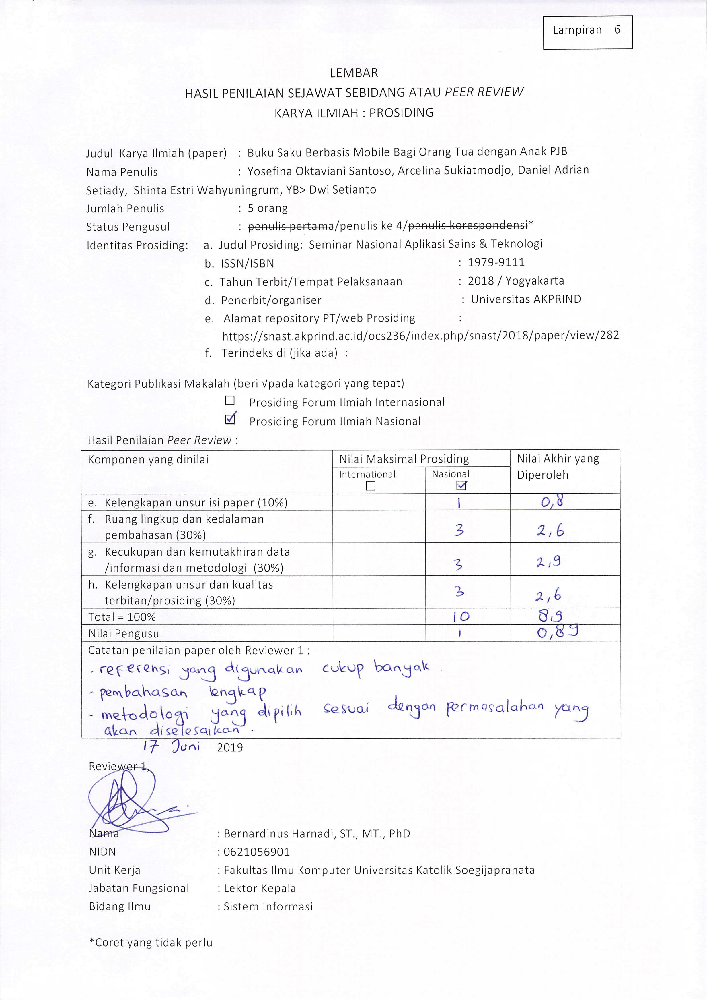 Lampiran 6
LEMBAR
HASIL PENILAIAN SEJAWAT SEBIDANG ATAU PEER REVIEW
KARYA ILMIAH : PROSIDING
Judul Karya Ilmiah (paper) : Buku Saku Berbasis Mobile Bagi Orang Tua dengan Anak PJB
Nama Penulis : Yosefina Oktaviani Santoso, Arcelina Sukiatmodjo, Daniel Adrian
Setiady, Shinta Estri Wahyuningrum, YB> Dwi Setianto
Jumlah Penulis : 5 orang
Status Pengusul : penulis pertama/penulis ke 4/penulis korespondensi*
Identitas Prosiding: a. Judul Prosiding: Seminar Nasional Aplikasi Sains & Teknologi
b. ISSN/ISBN : 1979-9111
c. Tahun Terbit/Tempat Pelaksanaan : 2018 / Yogyakarta
d. Penerbit/organiser : Universitas AKPRIND
e. Alamat repository PT/web Prosiding :
https://snast.akprind.ac.id/ocs236/index.php/snast/2018/paper/view/282
f. Terindeks di (jika ada) :
Kategori Publikasi Makalah (beri √pada kategori yang tepat)
☐ Prosiding Forum Ilmiah Internasional
☑ Prosiding Forum Ilmiah Nasional
Hasil Penilaian Peer Review :
Komponen yang dinilai Nilai Maksimal Prosiding Nilai Akhir yang
Diperoleh
International ☐ Nasional ☑
e. Kelengkapan unsur isi paper (10%) 1 0,8
f. Ruang lingkup dan kedalaman
pembahasan (30%) 3 2,6
g. Kecukupan dan kemutakhiran data
/informasi dan metodologi (30%) 3 2,9
h. Kelengkapan unsur dan kualitas
terbitan/prosiding (30%) 3 2,6
Total = 100% 10 8,9
Nilai Pengusul 1 0,89
Catatan penilaian paper oleh Reviewer 1 :
- referensi yang digunakan cukup banyak.
- pembahasan lengkap
- metodologi yang dipilih sesuai dengan permasalahan yang
akan diselesaikan.
17 Juni 2019
Reviewer 1,
Nama : Bernardinus Harnadi, ST., MT., PhD
NIDN : 0621056901
Unit Kerja : Fakultas Ilmu Komputer Universitas Katolik Soegijapranata
Jabatan Fungsional : Lektor Kepala
Bidang Ilmu : Sistem Informasi
*Coret yang tidak perlu